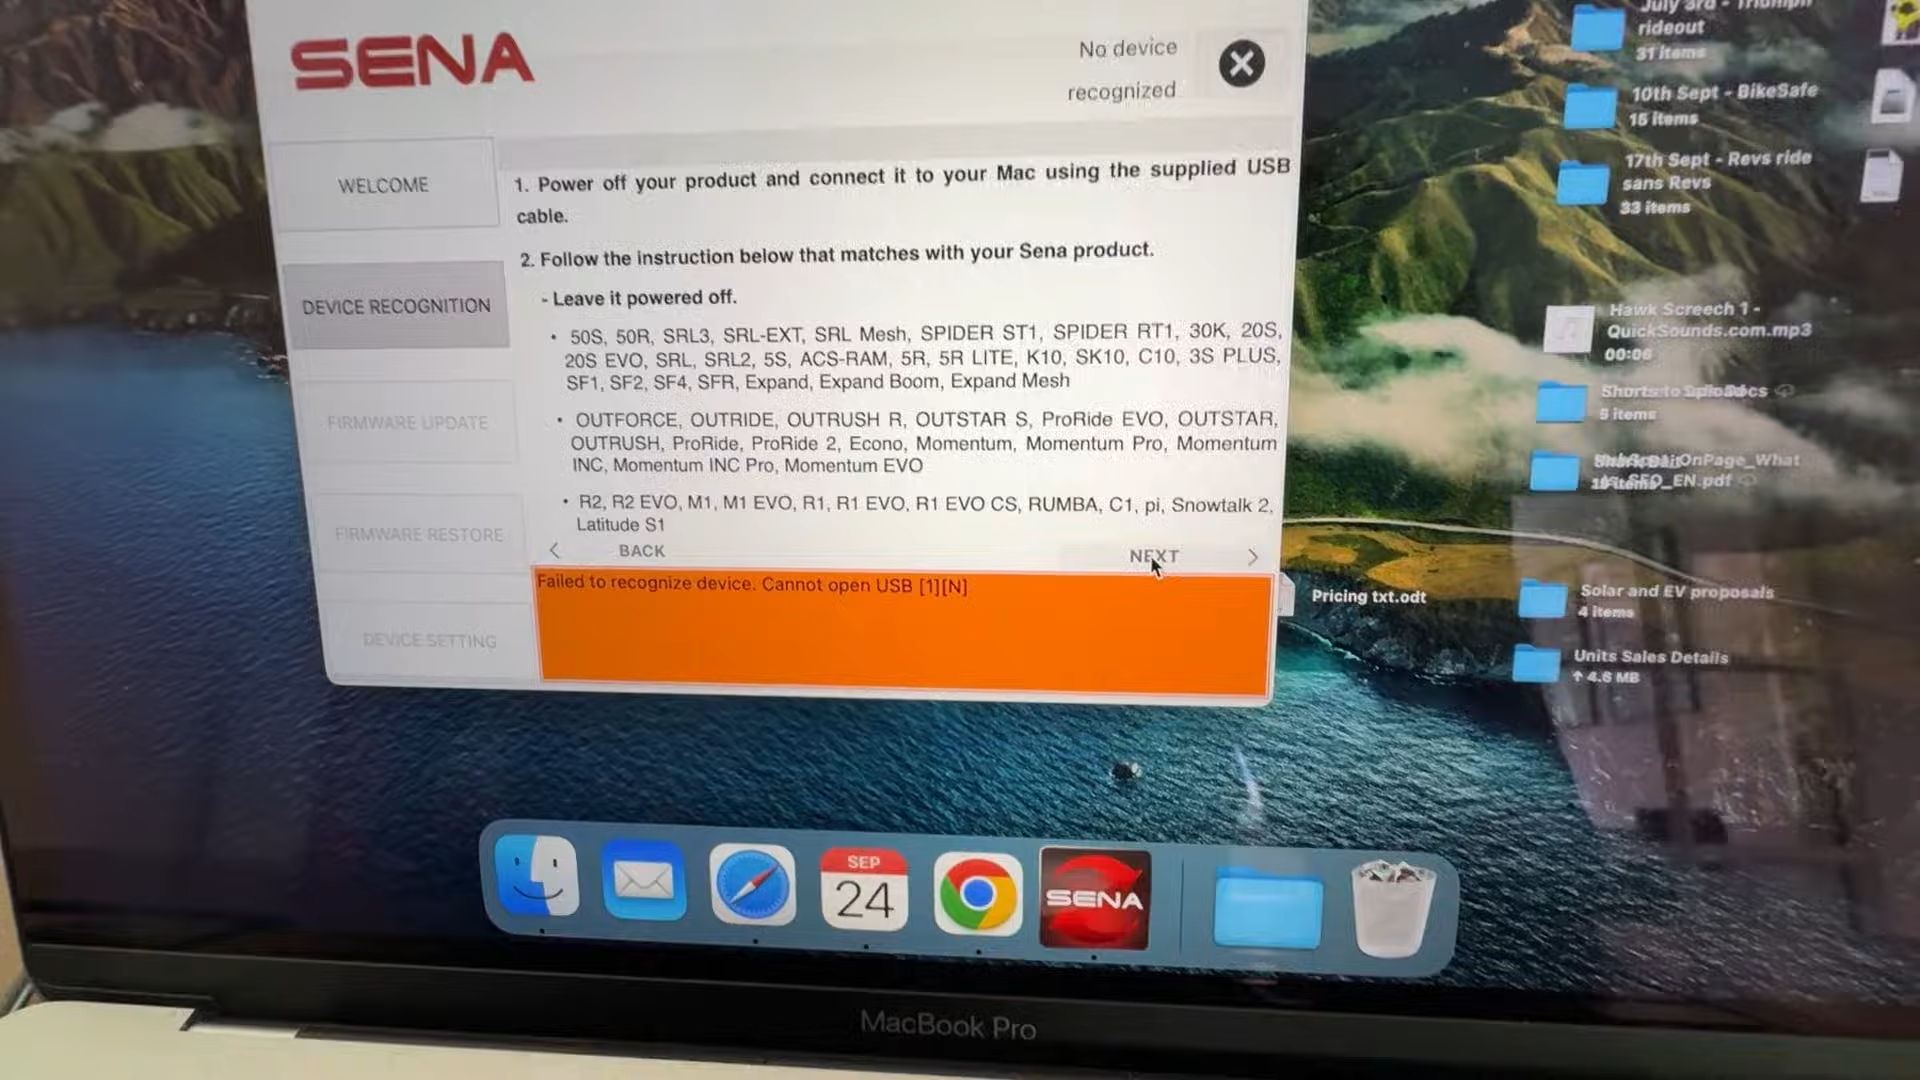 SENA
No device
recognized
WELCOME
DEVICE RECOGNITION
FIRMWARE UPDATE
FIRMWARE RESTORE
DEVICE SETTING
1. Power off your product and connect it to your Mac using the supplied USB
cable.
2. Follow the instruction below that matches with your Sena product.
- Leave it powered off.
• 50S, 50R, SRL3, SRL-EXT, SRL Mesh, SPIDER ST1, SPIDER RT1, 30K, 20S,
20S EVO, SRL, SRL2, 5S, ACS-RAM, 5R, 5R LITE, K10, SK10, C10, 3S PLUS,
SF1, SF2, SF4, SFR, Expand, Expand Boom, Expand Mesh
• OUTFORCE, OUTRIDE, OUTRUSH R, OUTSTAR S, ProRide EVO, OUTSTAR,
OUTRUSH, ProRide, ProRide 2, Econo, Momentum, Momentum Pro, Momentum
INC, Momentum INC Pro, Momentum EVO
• R2, R2 EVO, M1, M1 EVO, R1, R1 EVO, R1 EVO CS, RUMBA, C1, pi, Snowtalk 2,
Latitude S1
< BACK
NEXT >
Failed to recognize device. Cannot open USB [1][N]
July 3rd - Triumph
rideout
31 items
10th Sept - BikeSafe
15 items
17th Sept - Revs ride
sans Revs
33 items
Hawk Screech 1 -
QuickSounds.com.mp3
00:06
Shorts to
5 items
OnPage_What
_EN.pdf
Pricing txt.odt
Solar and EV proposals
4 items
Units Sales Details
↑ 4.6 MB
SEP
24
SENA
MacBook Pro